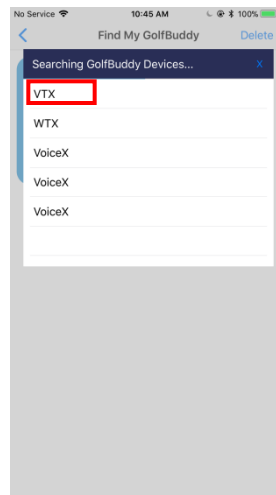 No Service 10:45 AM 100%
Find My GolfBuddy Delete
Searching GolfBuddy Devices... X
VTX
WTX
VoiceX
VoiceX
VoiceX